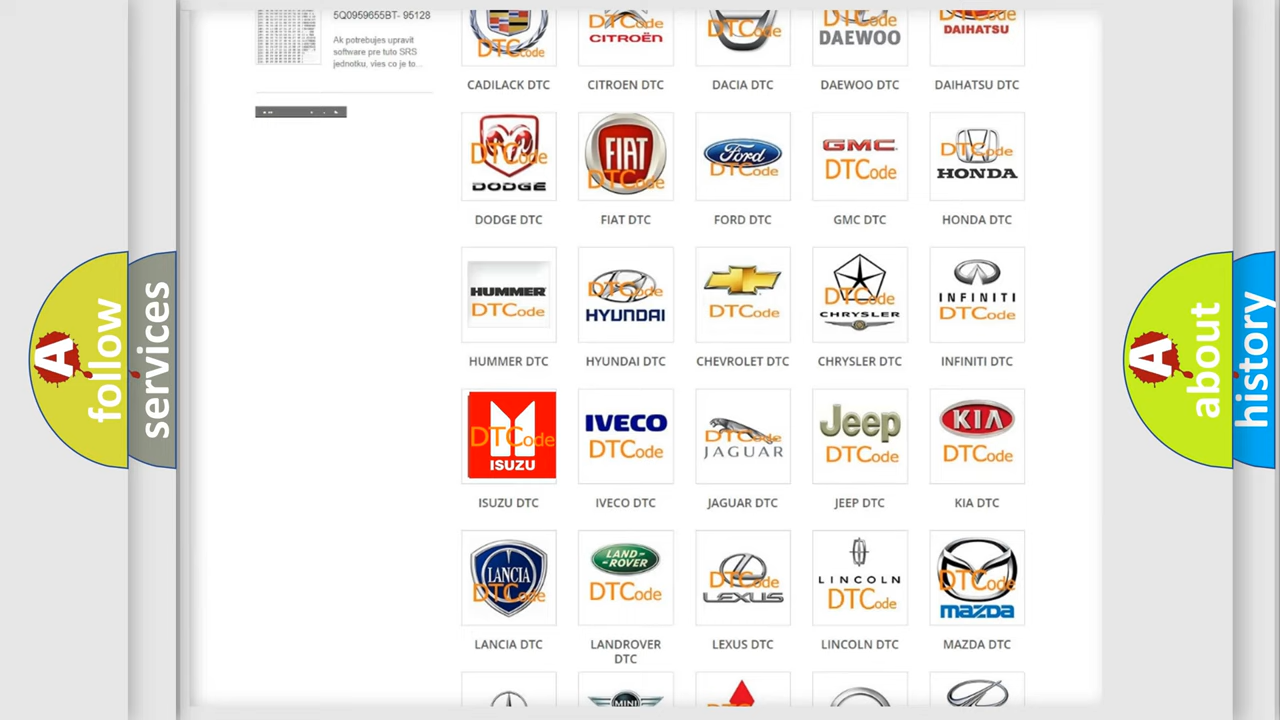 5Q0959655BT- 95128
Ak potrebujes upravit
software pre tuto SRS
jednotku, vies co je to...
DTCode
DTCode
CITROËN
DTCode
DAEWOO
DTCode
DAIHATSU
CADILACK DTC
CITROEN DTC
DACIA DTC
DAEWOO DTC
DAIHATSU DTC
DTCode
DODGE
FIAT
DTCode
Ford
DTCode
GMC
DTCode
DTCode
HONDA
DODGE DTC
FIAT DTC
FORD DTC
GMC DTC
HONDA DTC
HUMMER
DTCode
DTCode
HYUNDAI
DTCode
DTCode
CHRYSLER
INFINITI
DTCode
HUMMER DTC
HYUNDAI DTC
CHEVROLET DTC
CHRYSLER DTC
INFINITI DTC
DTCode
ISUZU
IVECO
DTCode
DTCode
JAGUAR
Jeep
DTCode
KIA
DTCode
ISUZU DTC
IVECO DTC
JAGUAR DTC
JEEP DTC
KIA DTC
LANCIA
DTCode
LAND-
ROVER
DTCode
DTCode
LEXUS
LINCOLN
DTCode
DTCode
mazda
LANCIA DTC
LANDROVER
DTC
LEXUS DTC
LINCOLN DTC
MAZDA DTC
MINI
A
follow
services
A
about
history